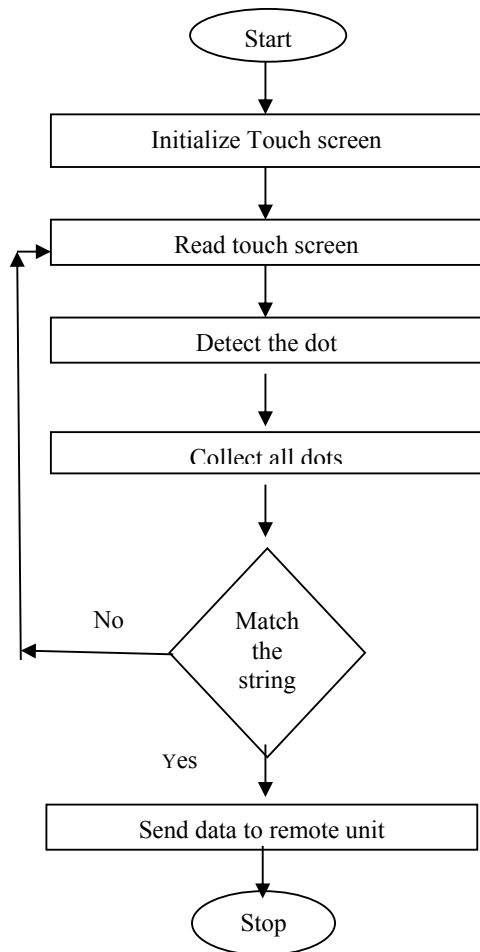 Start
Initialize Touch screen
Read touch screen
Detect the dot
Collect all dots
No
Match
the
string
Yes
Send data to remote unit
Stop